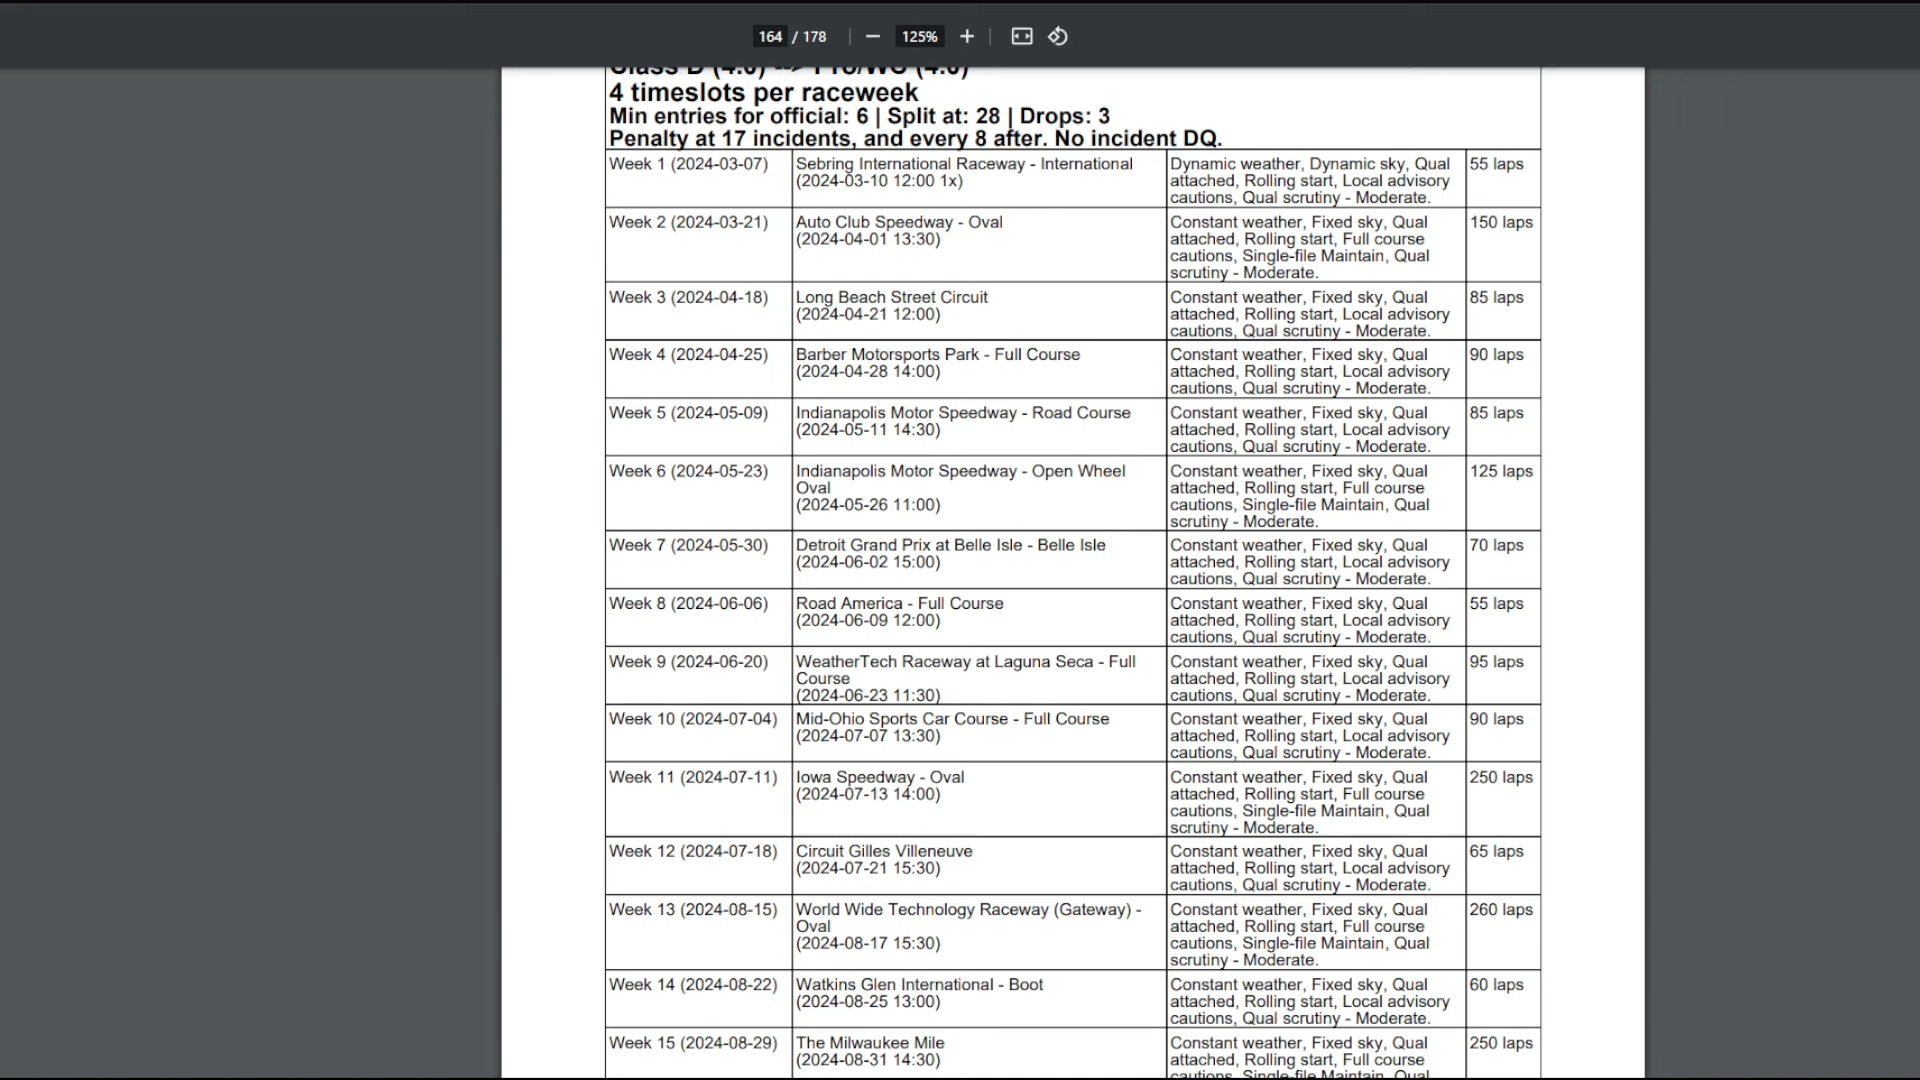 164 / 178
125%
Class D (4.0) --> Pro/WC (4.0)
4 timeslots per raceweek
Min entries for official: 6 | Split at: 28 | Drops: 3
Penalty at 17 incidents, and every 8 after. No incident DQ.
Week 1 (2024-03-07)
Sebring International Raceway - International
(2024-03-10 12:00 1x)
Dynamic weather, Dynamic sky, Qual
attached, Rolling start, Local advisory
cautions, Qual scrutiny - Moderate.
55 laps
Week 2 (2024-03-21)
Auto Club Speedway - Oval
(2024-04-01 13:30)
Constant weather, Fixed sky, Qual
attached, Rolling start, Full course
cautions, Single-file Maintain, Qual
scrutiny - Moderate.
150 laps
Week 3 (2024-04-18)
Long Beach Street Circuit
(2024-04-21 12:00)
Constant weather, Fixed sky, Qual
attached, Rolling start, Local advisory
cautions, Qual scrutiny - Moderate.
85 laps
Week 4 (2024-04-25)
Barber Motorsports Park - Full Course
(2024-04-28 14:00)
Constant weather, Fixed sky, Qual
attached, Rolling start, Local advisory
cautions, Qual scrutiny - Moderate.
90 laps
Week 5 (2024-05-09)
Indianapolis Motor Speedway - Road Course
(2024-05-11 14:30)
Constant weather, Fixed sky, Qual
attached, Rolling start, Local advisory
cautions, Qual scrutiny - Moderate.
85 laps
Week 6 (2024-05-23)
Indianapolis Motor Speedway - Open Wheel
Oval
(2024-05-26 11:00)
Constant weather, Fixed sky, Qual
attached, Rolling start, Full course
cautions, Single-file Maintain, Qual
scrutiny - Moderate.
125 laps
Week 7 (2024-05-30)
Detroit Grand Prix at Belle Isle - Belle Isle
(2024-06-02 15:00)
Constant weather, Fixed sky, Qual
attached, Rolling start, Local advisory
cautions, Qual scrutiny - Moderate.
70 laps
Week 8 (2024-06-06)
Road America - Full Course
(2024-06-09 12:00)
Constant weather, Fixed sky, Qual
attached, Rolling start, Local advisory
cautions, Qual scrutiny - Moderate.
55 laps
Week 9 (2024-06-20)
WeatherTech Raceway at Laguna Seca - Full
Course
(2024-06-23 11:30)
Constant weather, Fixed sky, Qual
attached, Rolling start, Local advisory
cautions, Qual scrutiny - Moderate.
95 laps
Week 10 (2024-07-04)
Mid-Ohio Sports Car Course - Full Course
(2024-07-07 13:30)
Constant weather, Fixed sky, Qual
attached, Rolling start, Local advisory
cautions, Qual scrutiny - Moderate.
90 laps
Week 11 (2024-07-11)
Iowa Speedway - Oval
(2024-07-13 14:00)
Constant weather, Fixed sky, Qual
attached, Rolling start, Full course
cautions, Single-file Maintain, Qual
scrutiny - Moderate.
250 laps
Week 12 (2024-07-18)
Circuit Gilles Villeneuve
(2024-07-21 15:30)
Constant weather, Fixed sky, Qual
attached, Rolling start, Local advisory
cautions, Qual scrutiny - Moderate.
65 laps
Week 13 (2024-08-15)
World Wide Technology Raceway (Gateway) -
Oval
(2024-08-17 15:30)
Constant weather, Fixed sky, Qual
attached, Rolling start, Full course
cautions, Single-file Maintain, Qual
scrutiny - Moderate.
260 laps
Week 14 (2024-08-22)
Watkins Glen International - Boot
(2024-08-25 13:00)
Constant weather, Fixed sky, Qual
attached, Rolling start, Local advisory
cautions, Qual scrutiny - Moderate.
60 laps
Week 15 (2024-08-29)
The Milwaukee Mile
(2024-08-31 14:30)
Constant weather, Fixed sky, Qual
attached, Rolling start, Full course
cautions, Single-file Maintain, Qual
250 laps